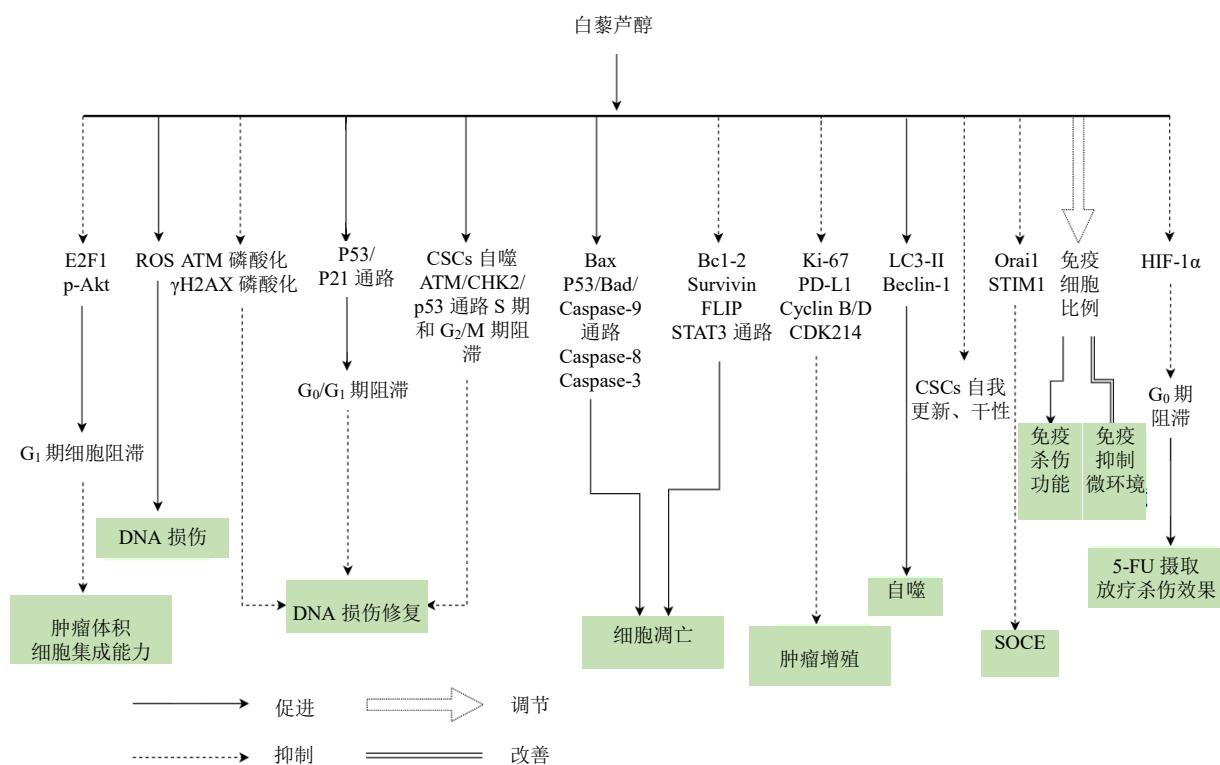 白藜芦醇
E2F1
p-Akt
G₁ 期细胞阻滞
肿瘤体积
细胞集成能力
ROS
DNA 损伤
ATM 磷酸化
γH2AX 磷酸化
P53/
P21 通路
G₀/G₁ 期阻滞
DNA 损伤修复
CSCs 自噬
ATM/CHK2/
p53 通路 S 期
和 G₂/M 期阻
滞
Bax
P53/Bad/
Caspase-9
通路
Caspase-8
Caspase-3
Bc1-2
Survivin
FLIP
STAT3 通路
细胞凋亡
Ki-67
PD-L1
Cyclin B/D
CDK214
肿瘤增殖
LC3-II
Beclin-1
自噬
CSCs 自我
更新、干性
Orai1
STIM1
SOCE
免疫
细胞
比例
免疫
杀伤
功能
免疫
抑制
微环境
HIF-1α
G₀ 期
阻滞
5-FU 摄取
放疗杀伤效果
促进
调节
抑制
改善